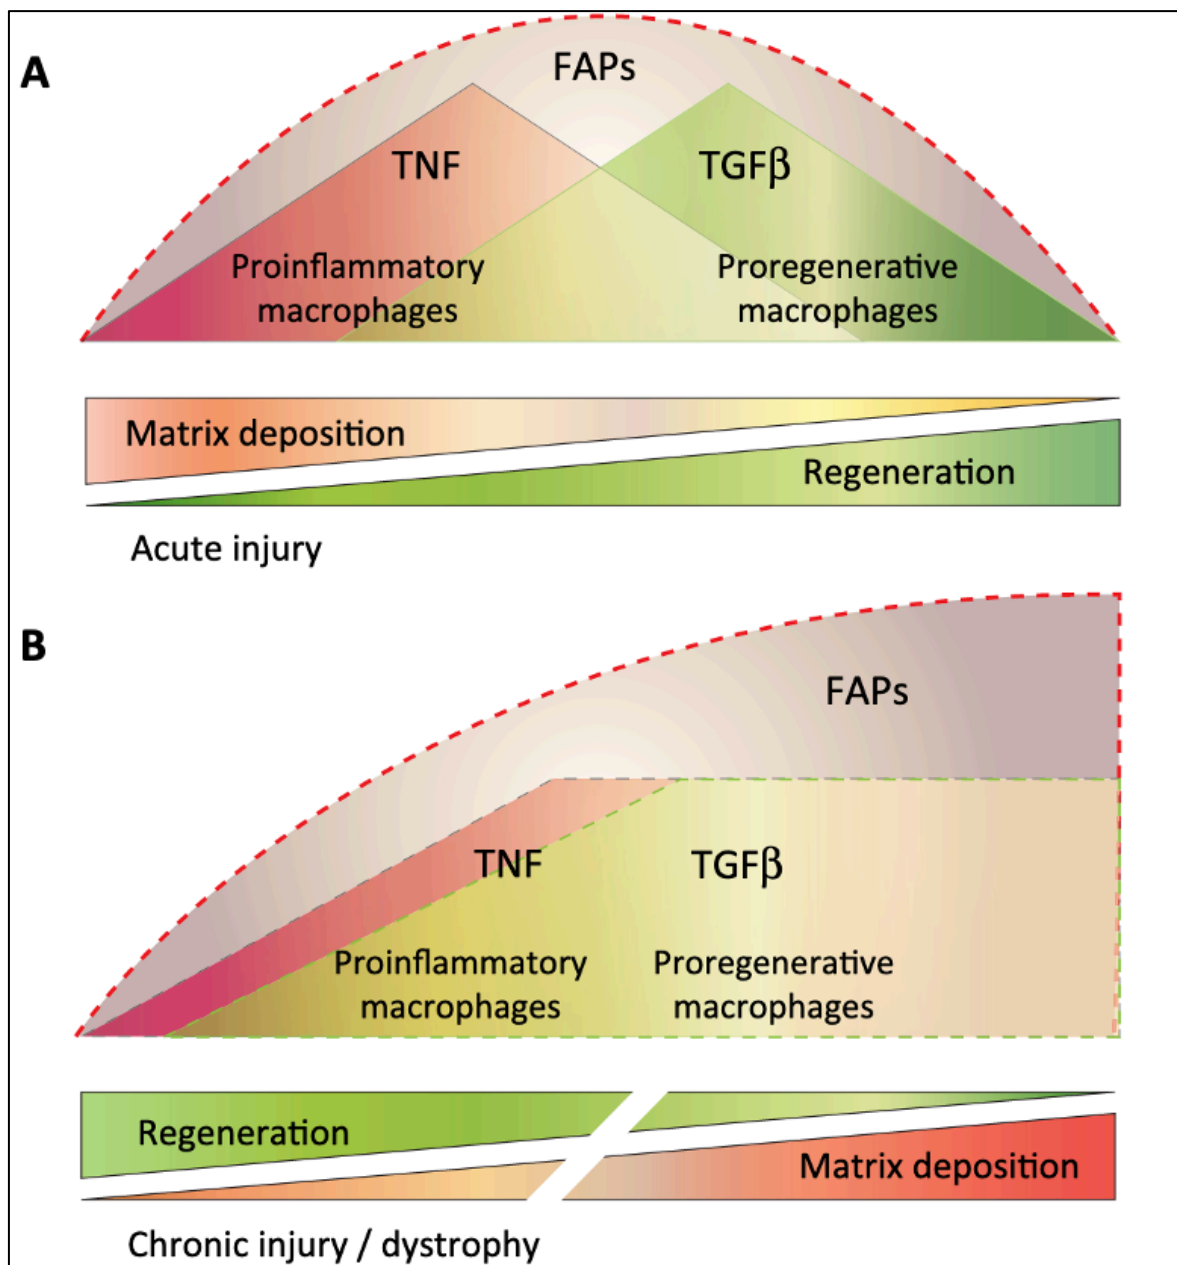 A
FAPs
TNF
TGFβ
Proinflammatory
macrophages
Proregenerative
macrophages
Matrix deposition
Regeneration
Acute injury
B
FAPs
TNF
TGFβ
Proinflammatory
macrophages
Proregenerative
macrophages
Regeneration
Matrix deposition
Chronic injury / dystrophy